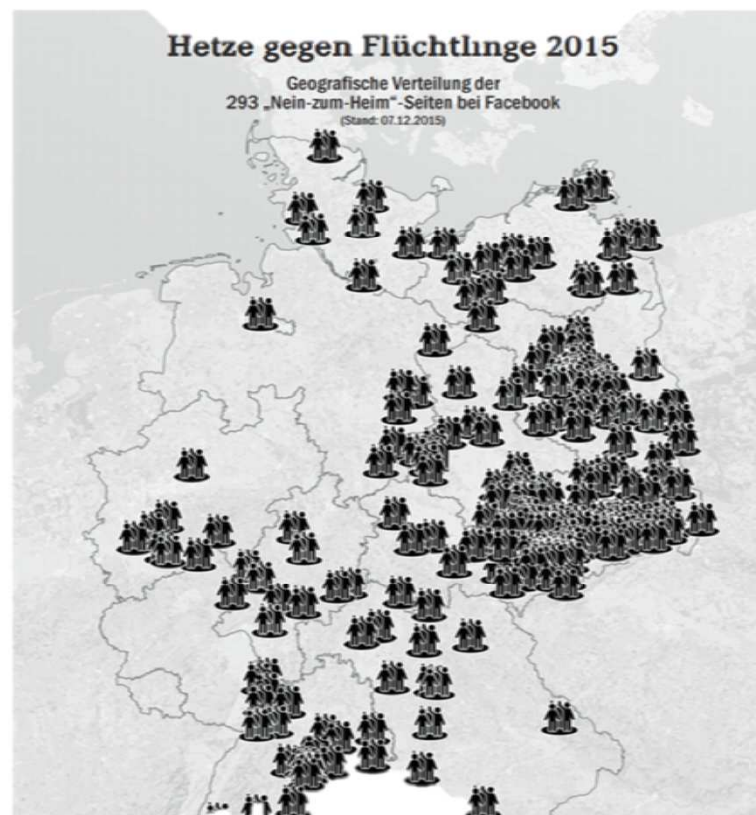 Hetze gegen Flüchtlinge 2015
Geografische Verteilung der
293 „Nein-zum-Heim“-Seiten bei Facebook
(Stand: 07.12.2015)